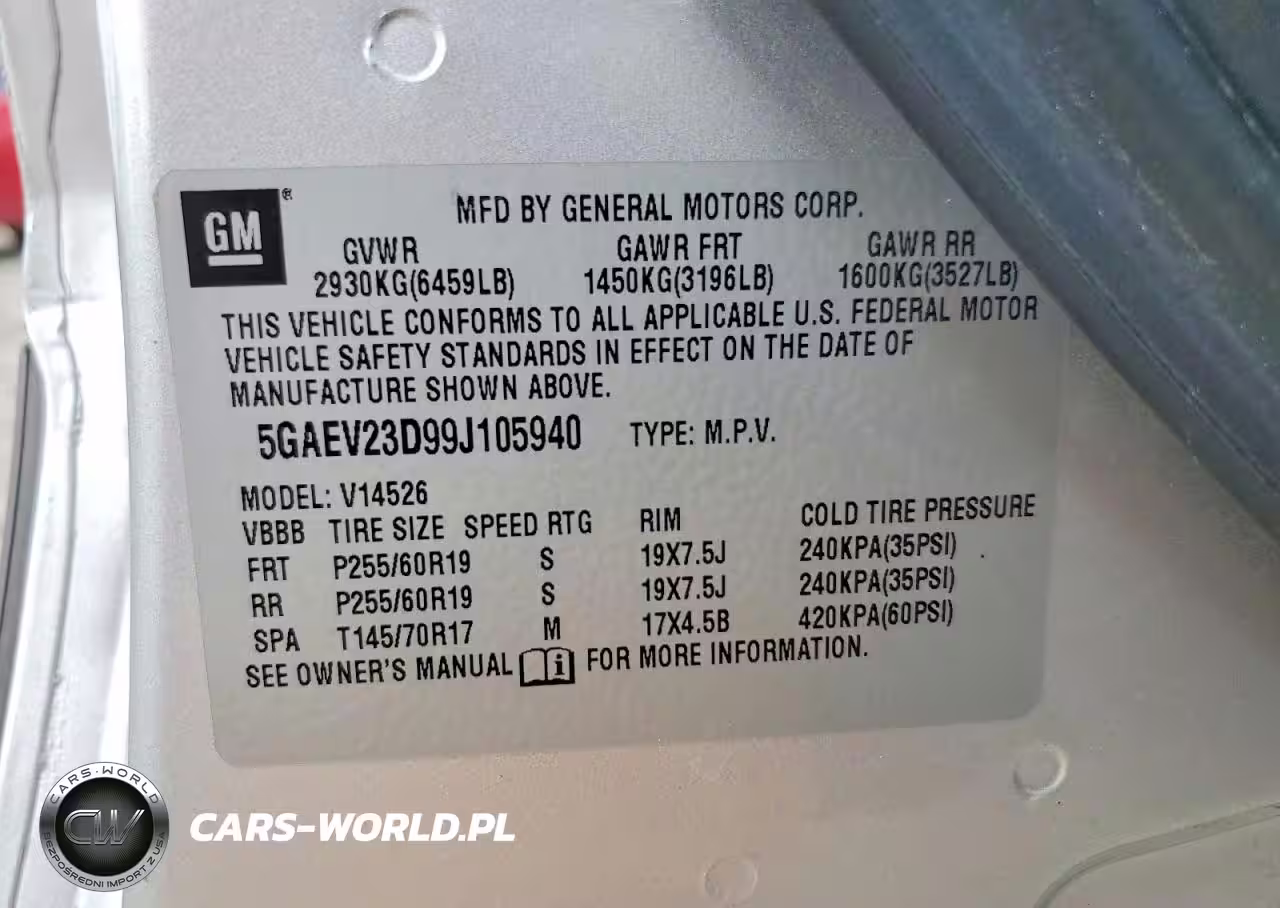 GM®
MFD BY GENERAL MOTORS CORP.
GVWR GAWR FRT GAWR RR
2930KG(6459LB) 1450KG(3196LB) 1600KG(3527LB)
THIS VEHICLE CONFORMS TO ALL APPLICABLE U.S. FEDERAL MOTOR
VEHICLE SAFETY STANDARDS IN EFFECT ON THE DATE OF
MANUFACTURE SHOWN ABOVE.
5GAEV23D99J105940 TYPE: M.P.V.
MODEL: V14526
VBBB TIRE SIZE SPEED RTG RIM COLD TIRE PRESSURE
FRT P255/60R19 S 19X7.5J 240KPA(35PSI)
RR P255/60R19 S 19X7.5J 240KPA(35PSI)
SPA T145/70R17 M 17X4.5B 420KPA(60PSI)
SEE OWNER'S MANUAL FOR MORE INFORMATION.
CARS-WORLD
CW
BEZPOŚREDNI IMPORT Z USA
CARS-WORLD.PL